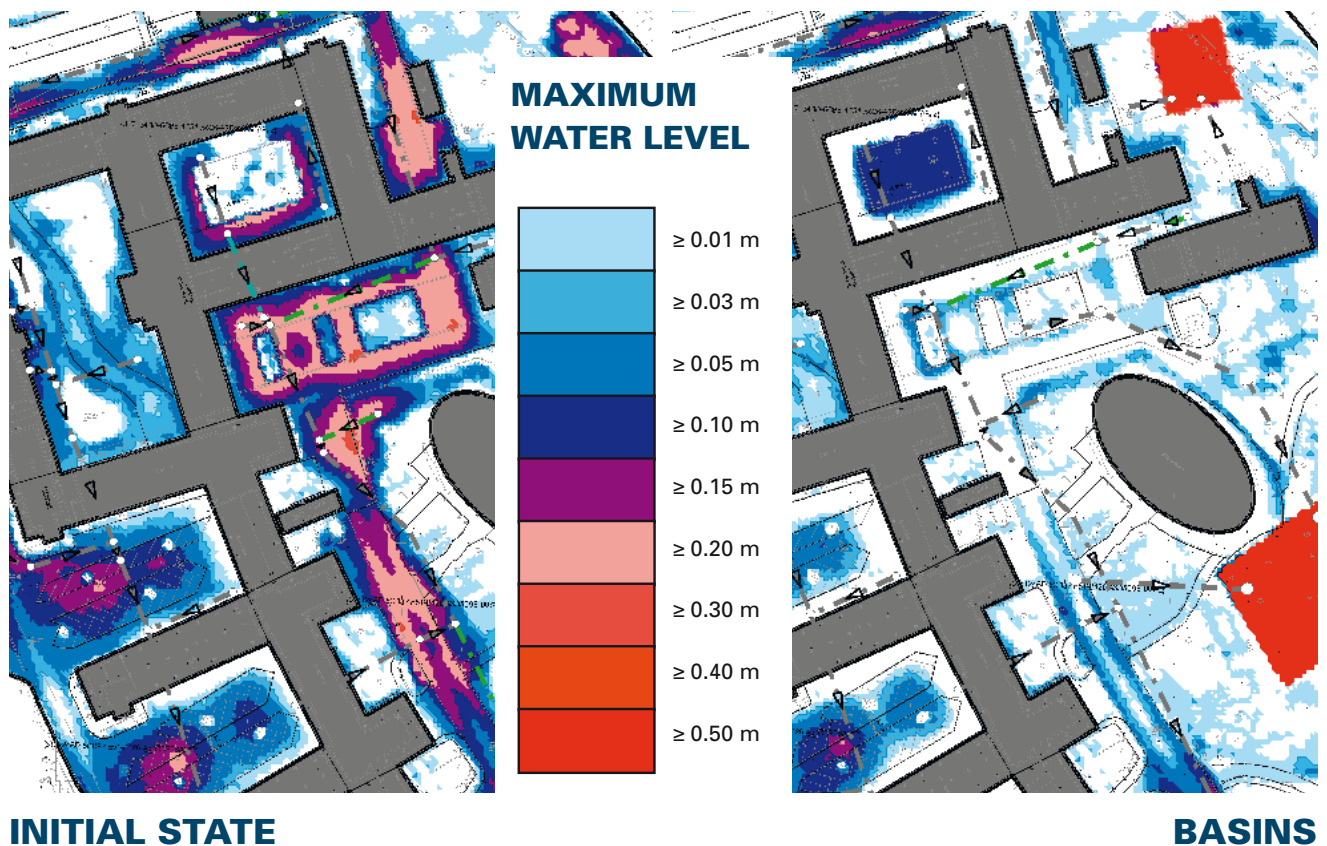 MAXIMUM
WATER LEVEL
≥ 0.01 m
≥ 0.03 m
≥ 0.05 m
≥ 0.10 m
≥ 0.15 m
≥ 0.20 m
≥ 0.30 m
≥ 0.40 m
≥ 0.50 m
INITIAL STATE
BASINS